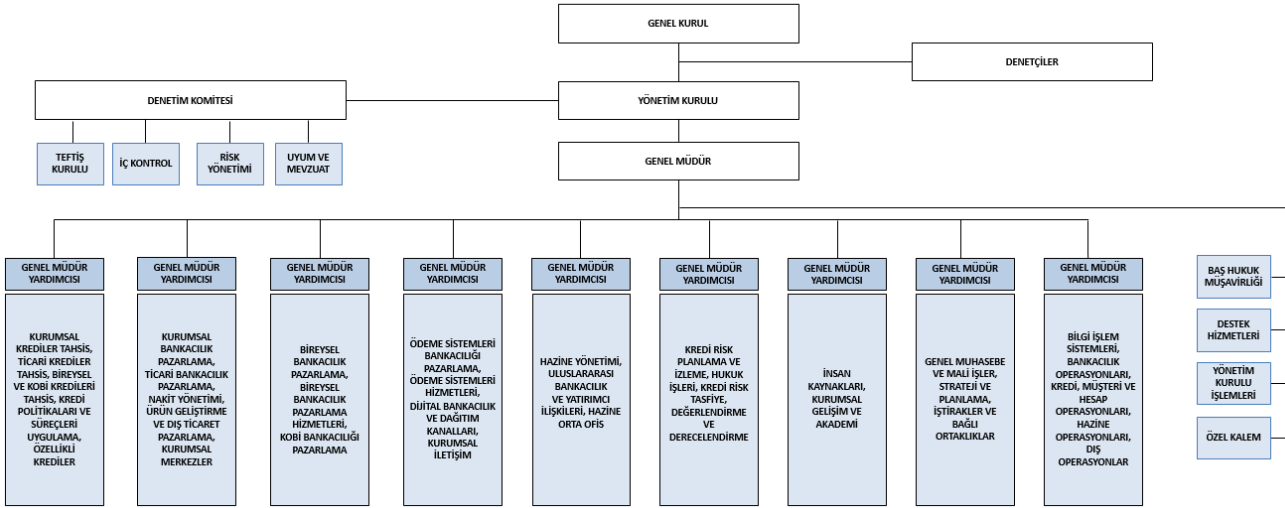 GENEL KURUL
DENETÇİLER
DENETİM KOMİTESİ
YÖNETİM KURULU
TEFTİŞ
KURULU
İÇ KONTROL
RİSK
YÖNETİMİ
UYUM VE
MEVZUAT
GENEL MÜDÜR
GENEL MÜDÜR
YARDIMCISI
KURUMSAL
KREDİLER TAHSİS,
TİCARİ KREDİLER
TAHSİS, BİREYSEL
VE KOBİ KREDİLERİ
TAHSİS, KREDİ
POLİTİKALARI VE
SÜREÇLERİ
UYGULAMA,
ÖZELLİKLİ
KREDİLER
GENEL MÜDÜR
YARDIMCISI
KURUMSAL
BANKACILIK
PAZARLAMA,
TİCARİ BANKACILIK
PAZARLAMA,
NAKİT YÖNETİMİ,
ÜRÜN GELİŞTİRME
VE DIŞ TİCARET
PAZARLAMA,
KURUMSAL
MERKEZLER
GENEL MÜDÜR
YARDIMCISI
BİREYSEL
BANKACILIK
PAZARLAMA,
BİREYSEL
BANKACILIK
PAZARLAMA
HİZMETLERİ,
KOBİ BANKACILIĞI
PAZARLAMA
GENEL MÜDÜR
YARDIMCISI
ÖDEME SİSTEMLERİ
BANKACILIĞI
PAZARLAMA,
ÖDEME SİSTEMLERİ
HİZMETLERİ,
DİJİTAL BANKACILIK
VE DAĞITIM
KANALLARI,
KURUMSAL
İLETİŞİM
GENEL MÜDÜR
YARDIMCISI
HAZİNE YÖNETİMİ,
ULUSLARARASI
BANKACILIK
VE YATIRIMCI
İLİŞKİLERİ, HAZİNE
ORTA OFİS
GENEL MÜDÜR
YARDIMCISI
KREDİ RİSK
PLANLAMA VE
İZLEME, HUKUK
İŞLERİ, KREDİ RİSK
TASFİYE,
DEĞERLENDİRME
VE
DERECELENDİRME
GENEL MÜDÜR
YARDIMCISI
İNSAN
KAYNAKLARI,
KURUMSAL
GELİŞİM VE
AKADEMİ
GENEL MÜDÜR
YARDIMCISI
GENEL MUHASEBE
VE MALİ İŞLER,
STRATEJİ VE
PLANLAMA,
İŞTİRAKLER VE
BAĞLI
ORTAKLIKLAR
GENEL MÜDÜR
YARDIMCISI
BİLGİ İŞLEM
SİSTEMLERİ,
BANKACILIK
OPERASYONLARI,
KREDİ, MÜŞTERİ VE
HESAP
OPERASYONLARI,
HAZİNE
OPERASYONLARI,
DIŞ
OPERASYONLAR
BAŞ HUKUK
MÜŞAVİRLİĞİ
DESTEK
HİZMETLERİ
YÖNETİM
KURULU
İŞLEMLERİ
ÖZEL KALEM